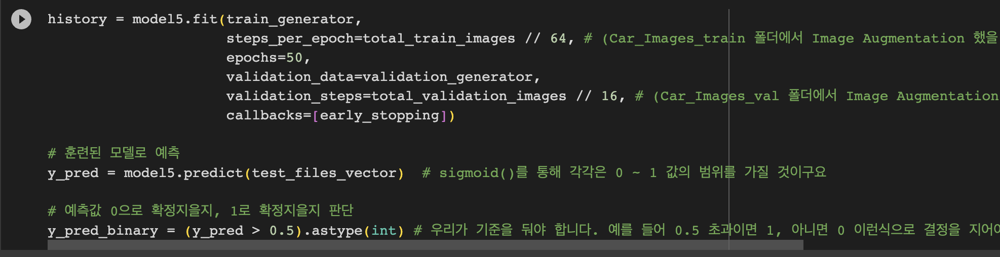 history = model5.fit(train_generator,
steps_per_epoch=total_train_images // 64, # (Car_Images_train 폴더에서 Image Augmentation 했을
epochs=50,
validation_data=validation_generator,
validation_steps=total_validation_images // 16, # (Car_Images_val 폴더에서 Image Augmentation
callbacks=[early_stopping])
# 훈련된 모델로 예측
y_pred = model5.predict(test_files_vector)  # sigmoid()를 통해 각각은 0 ~ 1 값의 범위를 가질 것이구요
# 예측값 0으로 확정지을지, 1로 확정지을지 판단
y_pred_binary = (y_pred > 0.5).astype(int) # 우리가 기준을 둬야 합니다. 예를 들어 0.5 초과이면 1, 아니면 0 이런식으로 결정을